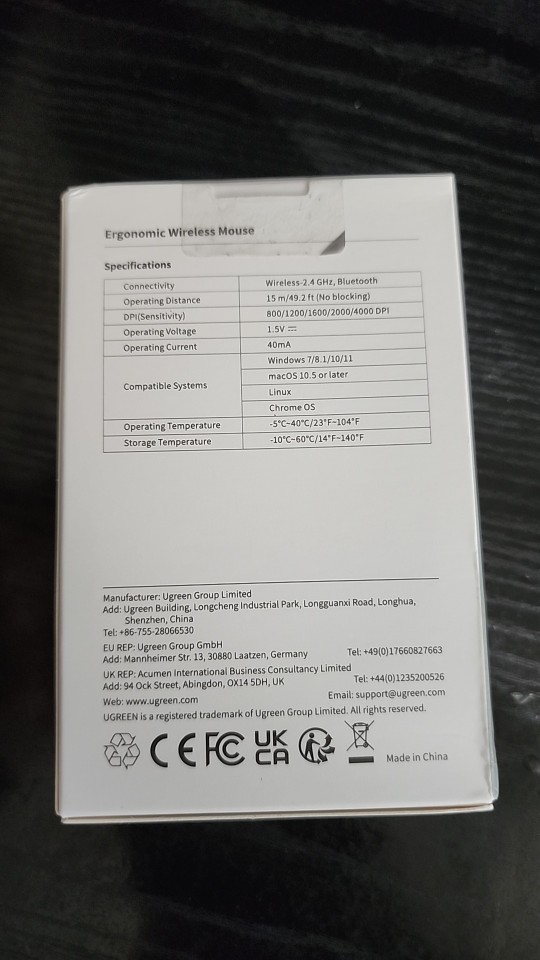 Ergonomic Wireless Mouse
Specifications
Connectivity Wireless-2.4 GHz, Bluetooth
Operating Distance 15 m/49.2 ft (No blocking)
DPI(Sensitivity) 800/1200/1600/2000/4000 DPI
Operating Voltage 1.5V ⎓
Operating Current 40mA
Compatible Systems Windows 7/8.1/10/11
macOS 10.5 or later
Linux
Chrome OS
Operating Temperature -5°C~40°C/23°F~104°F
Storage Temperature -10°C~60°C/14°F~140°F
Manufacturer: Ugreen Group Limited
Add: Ugreen Building, Longcheng Industrial Park, Longguanxi Road, Longhua,
Shenzhen, China
Tel: +86-755-28066530
EU REP: Ugreen Group GmbH
Add: Mannheimer Str. 13, 30880 Laatzen, Germany Tel: +49(0)17660827663
UK REP: Acumen International Business Consultancy Limited
Add: 94 Ock Street, Abingdon, OX14 5DH, UK Tel: +44(0)1235200526
Web: www.ugreen.com Email: support@ugreen.com
UGREEN is a registered trademark of Ugreen Group Limited. All rights reserved.
CE FC UK CA Made in China